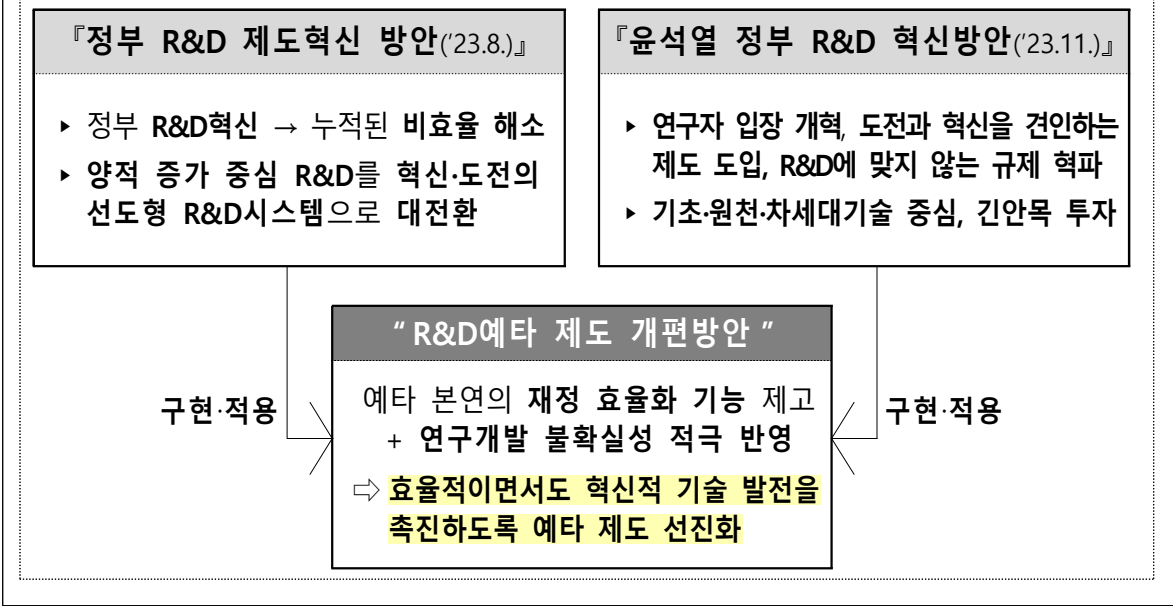 『정부 R&D 제도혁신 방안('23.8.)』
▸ 정부 R&D혁신 → 누적된 비효율 해소
▸ 양적 증가 중심 R&D를 혁신·도전의
선도형 R&D시스템으로 대전환
『윤석열 정부 R&D 혁신방안('23.11.)』
▸ 연구자 입장 개혁, 도전과 혁신을 견인하는
제도 도입, R&D에 맞지 않는 규제 혁파
▸ 기초·원천·차세대기술 중심, 긴안목 투자
구현·적용
“ R&D예타 제도 개편방안 ”
예타 본연의 재정 효율화 기능 제고
+ 연구개발 불확실성 적극 반영
⇨ 효율적이면서도 혁신적 기술 발전을
촉진하도록 예타 제도 선진화
구현·적용